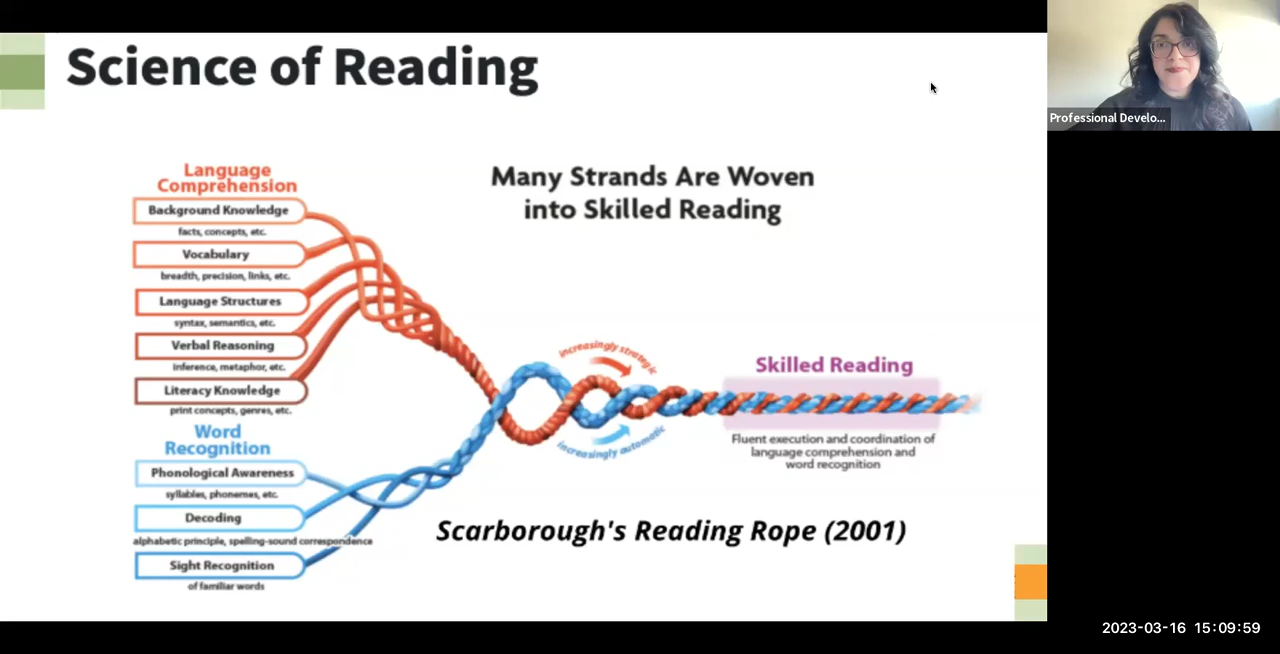 Science of Reading
Professional Develo...
Many Strands Are Woven
into Skilled Reading
Language
Comprehension
Background Knowledge
facts, concepts, etc.
Vocabulary
breadth, precision, links, etc.
Language Structures
syntax, semantics, etc.
Verbal Reasoning
inference, metaphor, etc.
Literacy Knowledge
print concepts, genres, etc.
Word
Recognition
Phonological Awareness
syllables, phonemes, etc.
Decoding
alphabetic principle, spelling-sound correspondence
Sight Recognition
of familiar words
increasingly strategic
increasingly automatic
Skilled Reading
Fluent execution and coordination of
language comprehension and
word recognition
Scarborough's Reading Rope (2001)
2023-03-16 15:09:59